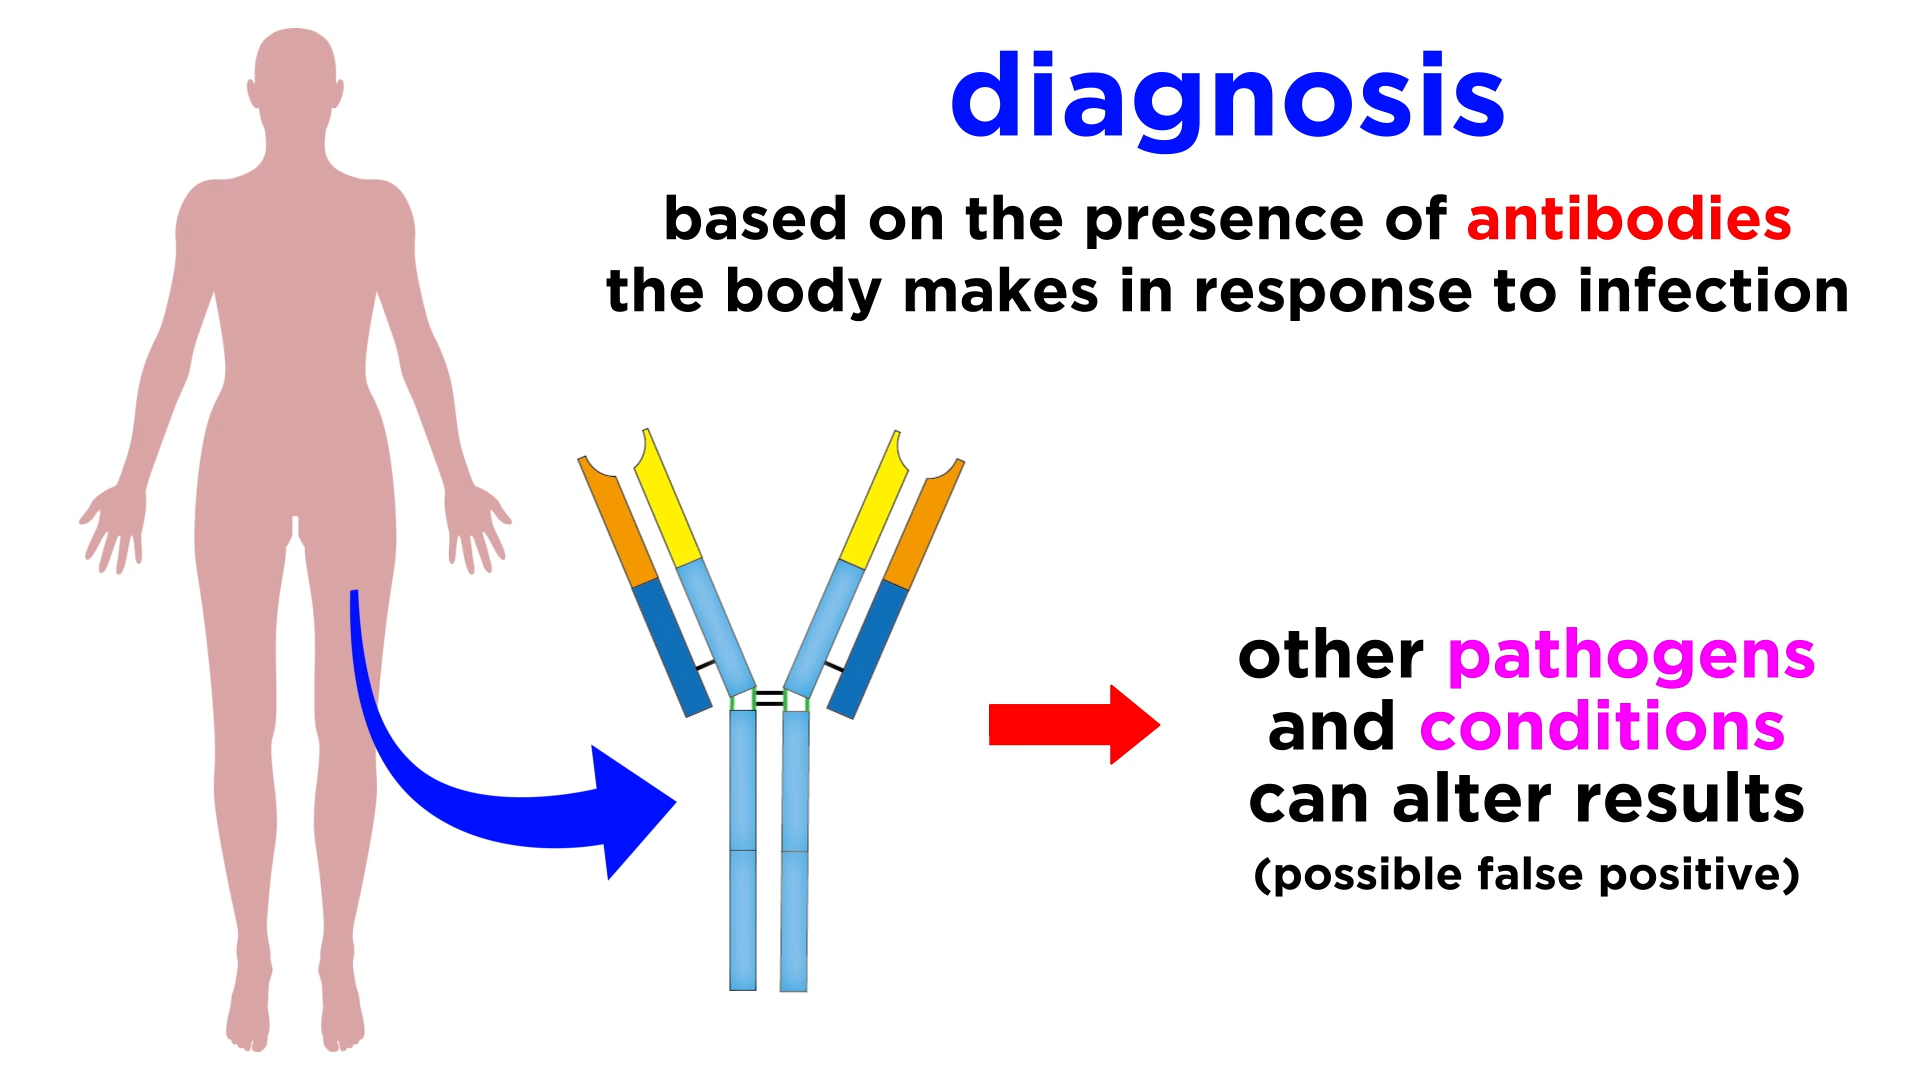 diagnosis
based on the presence of antibodies
the body makes in response to infection
other pathogens
and conditions
can alter results
(possible false positive)